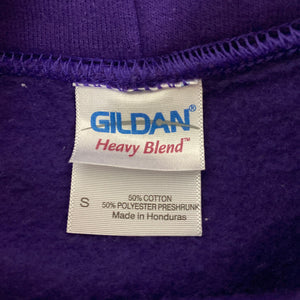 GILDAN®
Heavy Blend™
50% COTTON
S 50% POLYESTER PRESHRUNK
Made in Honduras